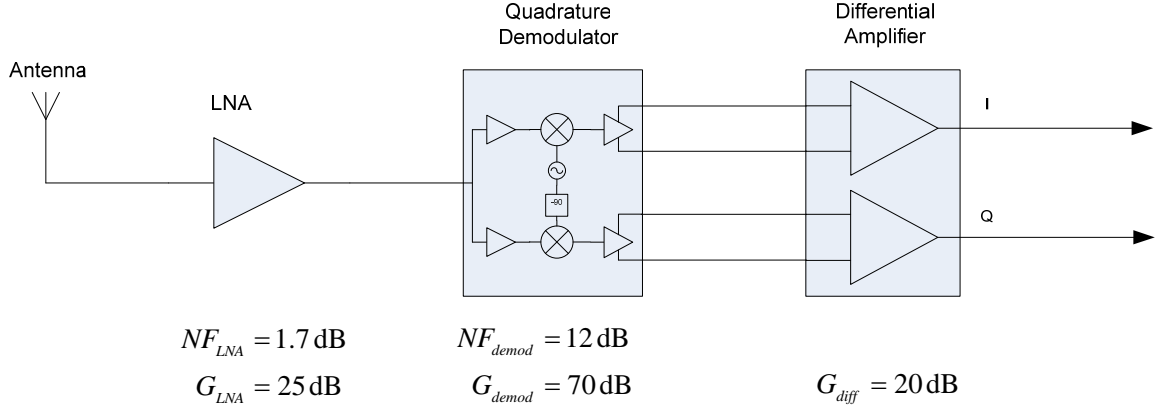 Quadrature
Demodulator
Differential
Amplifier
Antenna
LNA
-90
I
Q
NF_LNA = 1.7 dB
NF_demod = 12 dB
G_LNA = 25 dB
G_demod = 70 dB
G_diff = 20 dB